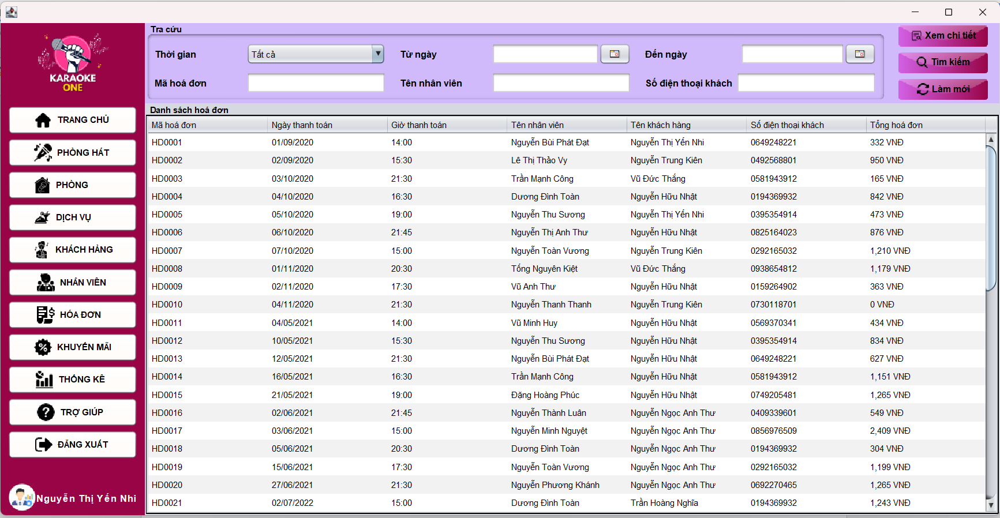 KARAOKE
ONE
TRANG CHỦ
PHÒNG HÁT
PHÒNG
DỊCH VỤ
KHÁCH HÀNG
NHÂN VIÊN
HÓA ĐƠN
KHUYẾN MÃI
THỐNG KÊ
TRỢ GIÚP
ĐĂNG XUẤT
Nguyễn Thị Yến Nhi
Tra cứu
Thời gian Tất cả Từ ngày Đến ngày
Mã hoá đơn Tên nhân viên Số điện thoại khách
Xem chi tiết
Tìm kiếm
Làm mới
Danh sách hoá đơn
Mã hoá đơn Ngày thanh toán Giờ thanh toán Tên nhân viên Tên khách hàng Số điện thoại khách Tổng hoá đơn
HD0001 01/09/2020 14:00 Nguyễn Bùi Phát Đạt Nguyễn Thị Yến Nhi 0649248221 332 VNĐ
HD0002 02/09/2020 15:30 Lê Thị Thảo Vy Nguyễn Trung Kiên 0492568801 950 VNĐ
HD0003 03/10/2020 21:30 Trần Mạnh Công Vũ Đức Thắng 0581943912 165 VNĐ
HD0004 04/10/2020 16:30 Dương Đình Toàn Nguyễn Hữu Nhật 0194369932 842 VNĐ
HD0005 05/10/2020 19:00 Nguyễn Thu Sương Nguyễn Thị Yến Nhi 0395354914 473 VNĐ
HD0006 06/10/2020 21:45 Nguyễn Thị Anh Thư Nguyễn Hữu Nhật 0825164023 876 VNĐ
HD0007 07/10/2020 15:00 Nguyễn Toàn Vương Nguyễn Trung Kiên 0292165032 1,210 VNĐ
HD0008 01/11/2020 20:30 Tống Nguyên Kiệt Vũ Đức Thắng 0938654812 1,179 VNĐ
HD0009 02/11/2020 17:30 Vũ Anh Thư Nguyễn Hữu Nhật 0159264902 363 VNĐ
HD0010 04/11/2020 21:30 Nguyễn Thanh Thanh Nguyễn Trung Kiên 0730118701 0 VNĐ
HD0011 04/05/2021 14:00 Vũ Minh Huy Nguyễn Hữu Nhật 0569370341 434 VNĐ
HD0012 10/05/2021 15:30 Nguyễn Thu Sương Nguyễn Hữu Nhật 0395354914 834 VNĐ
HD0013 12/05/2021 21:30 Nguyễn Bùi Phát Đạt Nguyễn Hữu Nhật 0649248221 627 VNĐ
HD0014 16/05/2021 16:30 Trần Mạnh Công Nguyễn Hữu Nhật 0581943912 1,151 VNĐ
HD0015 21/05/2021 19:00 Đặng Hoàng Phúc Nguyễn Hữu Nhật 0749205481 1,265 VNĐ
HD0016 02/06/2021 21:45 Nguyễn Thành Luân Nguyễn Ngọc Anh Thư 0409339601 549 VNĐ
HD0017 03/06/2021 15:00 Nguyễn Minh Nguyệt Nguyễn Ngọc Anh Thư 0856976509 2,409 VNĐ
HD0018 05/06/2021 20:30 Dương Đình Toàn Nguyễn Ngọc Anh Thư 0194369932 304 VNĐ
HD0019 15/06/2021 17:30 Nguyễn Toàn Vương Nguyễn Ngọc Anh Thư 0292165032 1,199 VNĐ
HD0020 27/06/2021 21:30 Nguyễn Phương Khánh Nguyễn Ngọc Anh Thư 0692270465 1,265 VNĐ
HD0021 02/07/2022 15:00 Dương Đình Toàn Trần Hoàng Nghĩa 0194369932 1,243 VNĐ